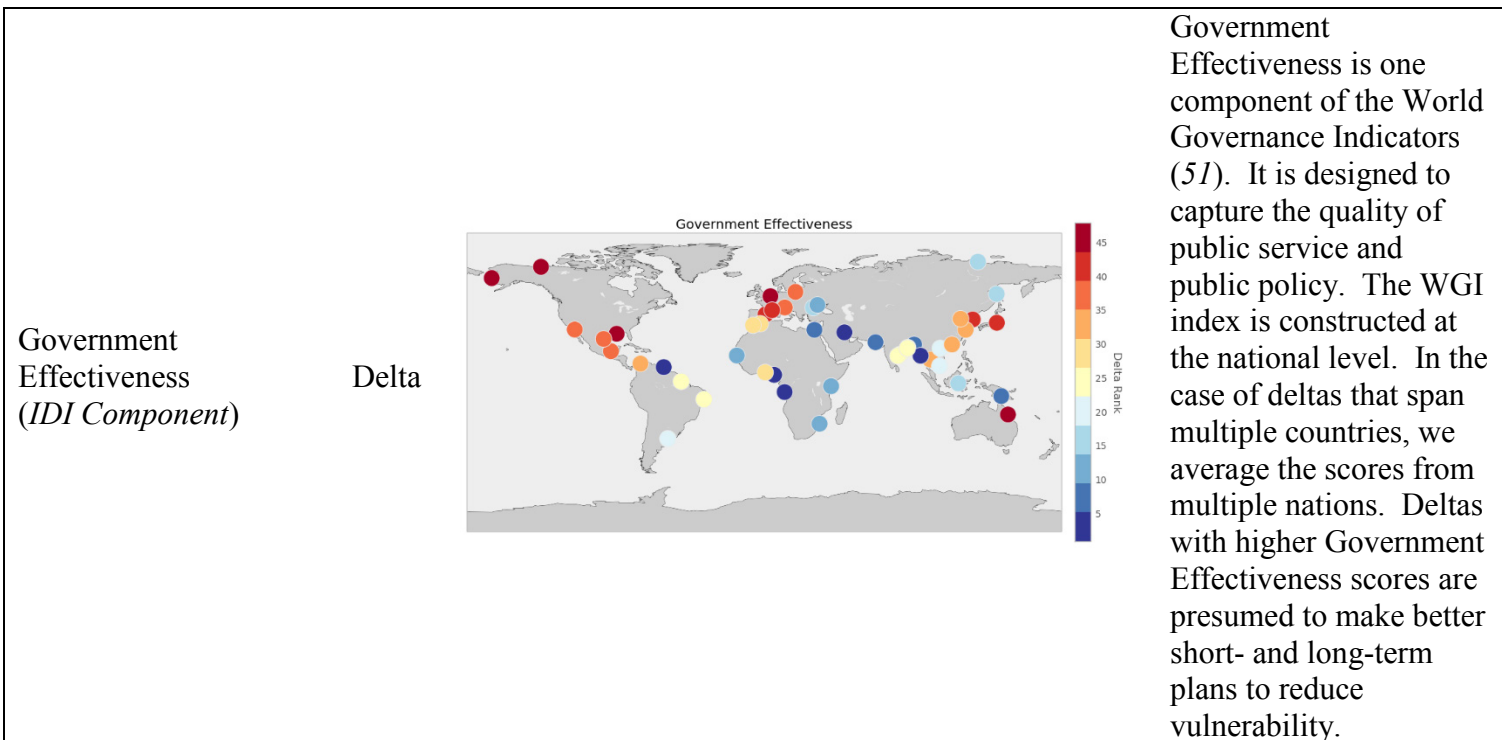 Government
Effectiveness
(IDI Component)
Delta
Government Effectiveness
45
40
35
30
25
20
15
10
5
Delta Rank
Government
Effectiveness is one
component of the World
Governance Indicators
(51).  It is designed to
capture the quality of
public service and
public policy.  The WGI
index is constructed at
the national level.  In the
case of deltas that span
multiple countries, we
average the scores from
multiple nations.  Deltas
with higher Government
Effectiveness scores are
presumed to make better
short- and long-term
plans to reduce
vulnerability.